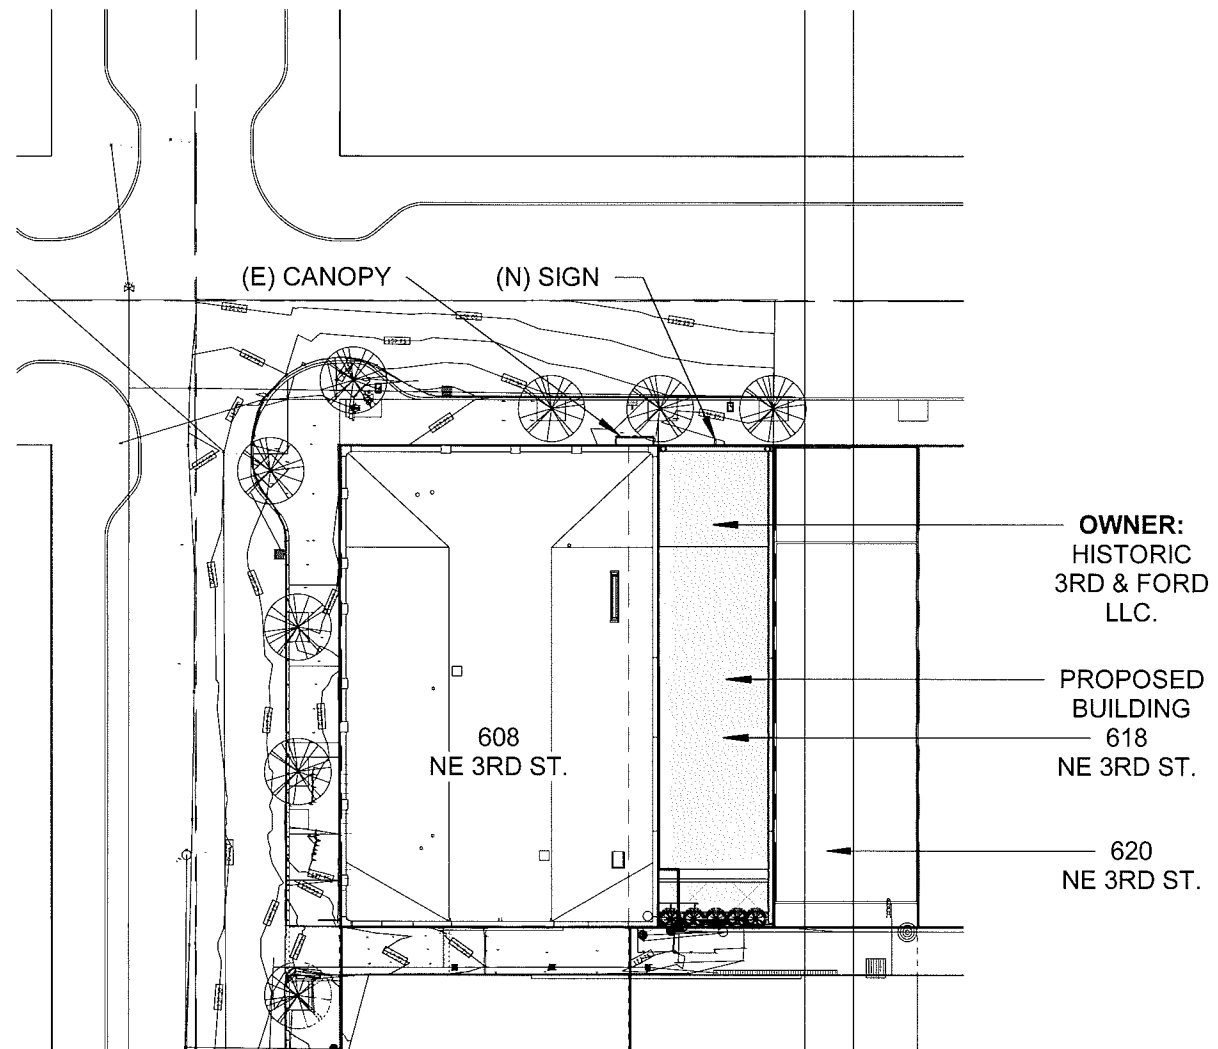 (E) CANOPY
(N) SIGN
OWNER:
HISTORIC
3RD & FORD
LLC.
PROPOSED
BUILDING
618
NE 3RD ST.
608
NE 3RD ST.
620
NE 3RD ST.